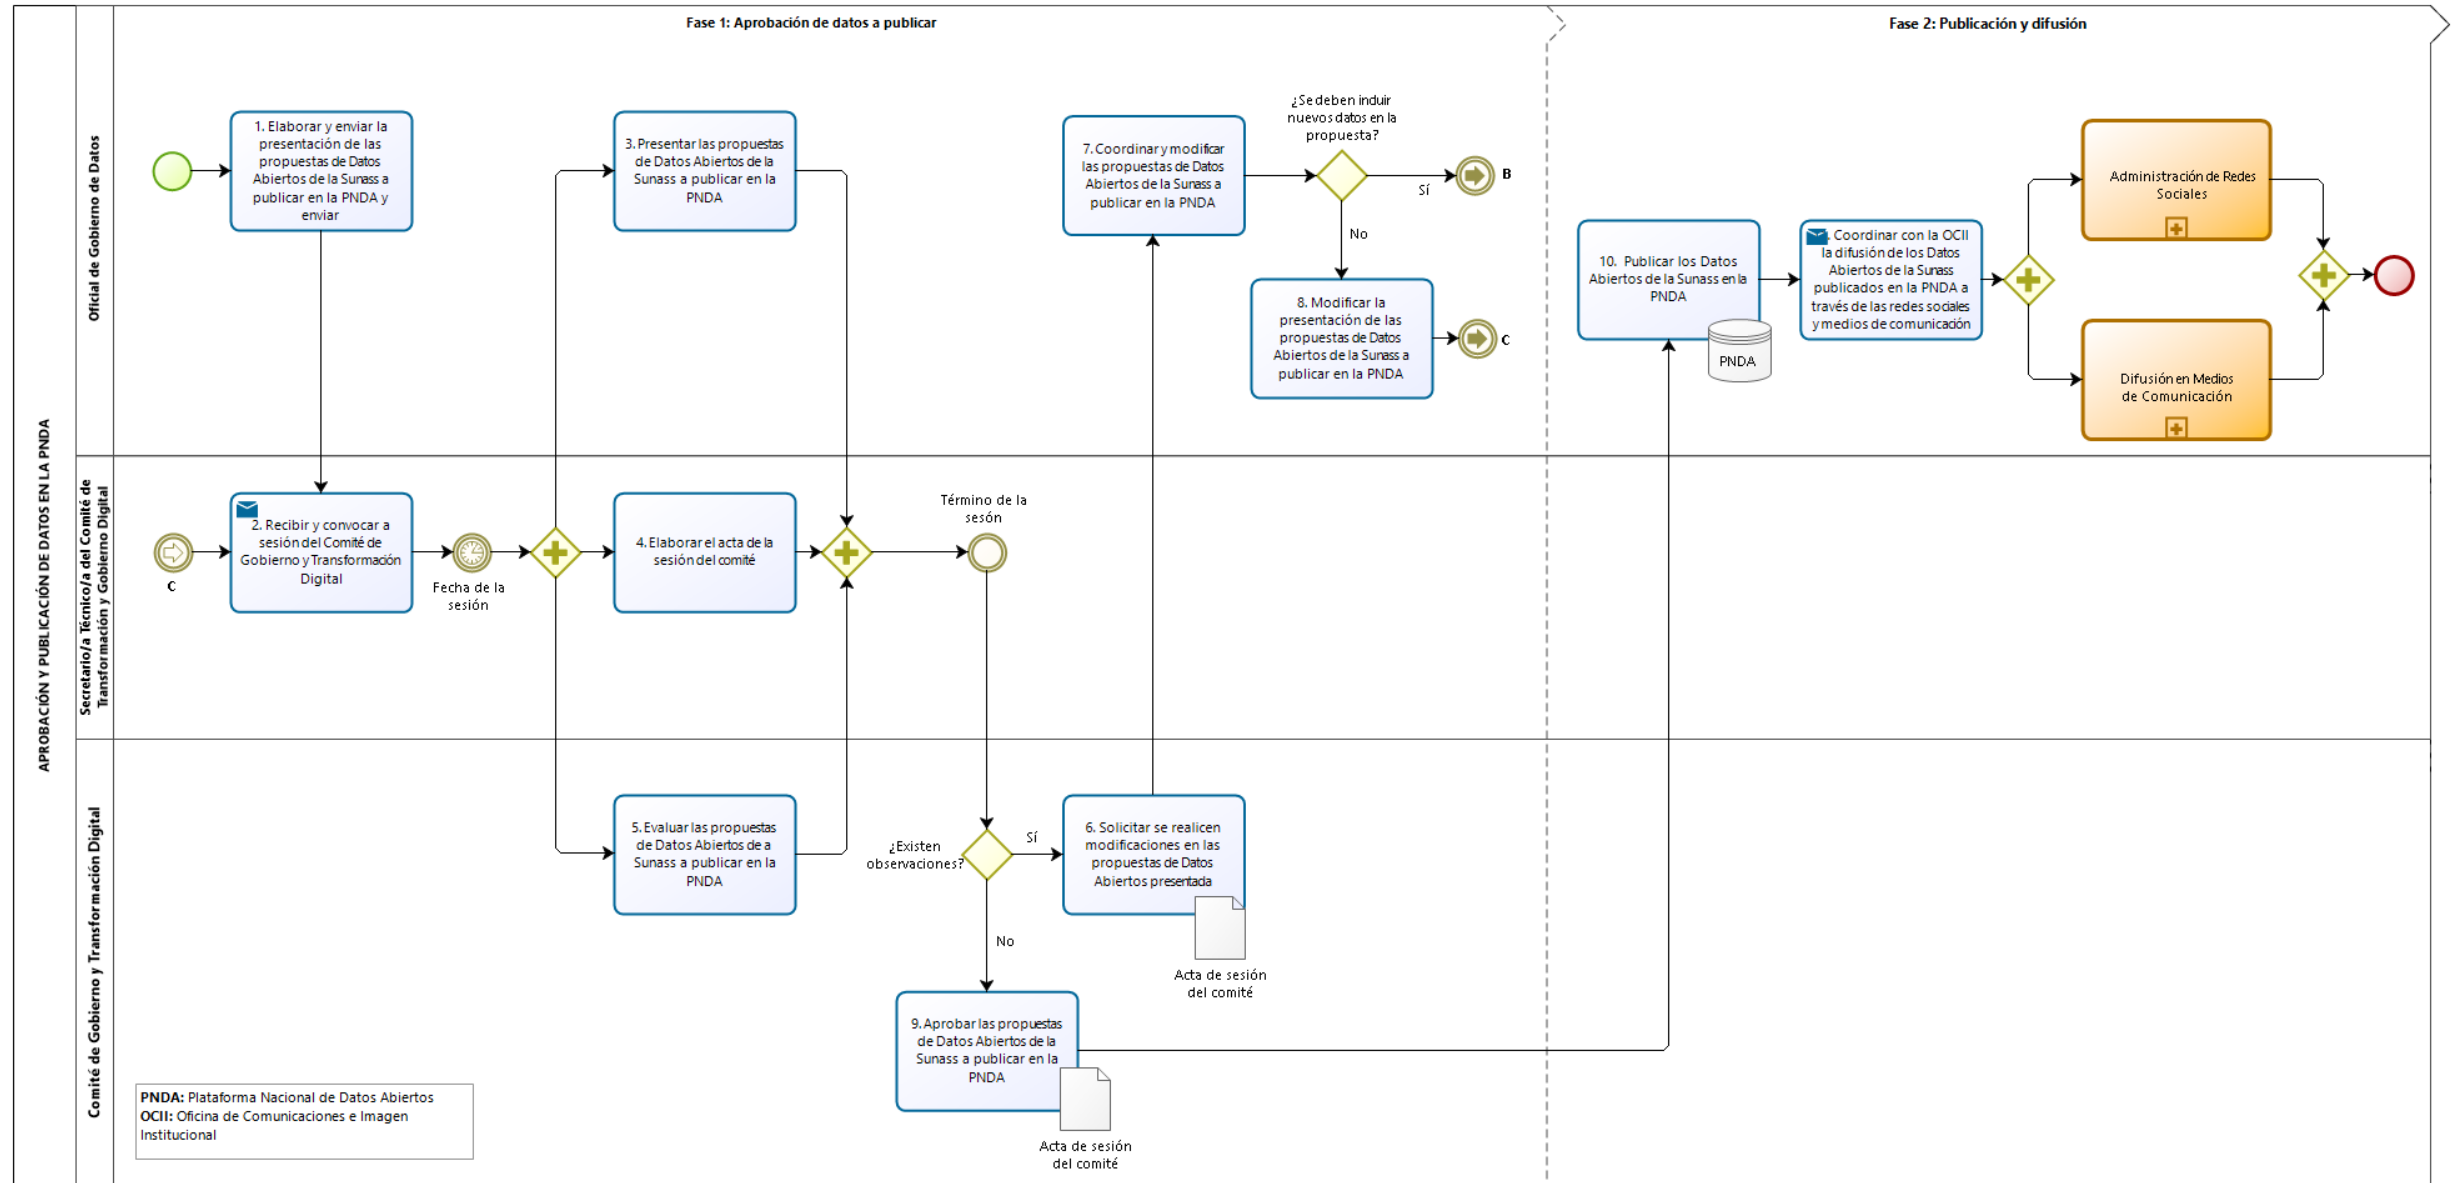 APROBACIÓN Y PUBLICACIÓN DE DATOS EN LA PNDA
Fase 1: Aprobación de datos a publicar
Fase 2: Publicación y difusión
Oficial de Gobierno de Datos
1. Elaborar y enviar la
presentación de las
propuestas de Datos
Abiertos de la Sunass a
publicar en la PNDA y
enviar
3. Presentar las propuestas
de Datos Abiertos de la
Sunass a publicar en la
PNDA
7. Coordinar y modificar
las propuestas de Datos
Abiertos de la Sunass a
publicar en la PNDA
¿Se deben induir
nuevos datos en la
propuesta?
Sí
B
No
8. Modificar la
presentación de las
propuestas de Datos
Abiertos de la Sunass a
publicar en la PNDA
C
10. Publicar los Datos
Abiertos de la Sunass en la
PNDA
PNDA
. Coordinar con la OCII
la difusión de los Datos
Abiertos de la Sunass
publicados en la PNDA a
través de las redes sociales
y medios de comunicación
Administración de Redes
Sociales
Difusión en Medios
de Comunicación
Secretario/a Técnico/a del Comité de
Transformación y Gobierno Digital
C
2. Recibir y convocar a
sesión del Comité de
Gobierno y Transformación
Digital
Fecha de la
sesión
4. Elaborar el acta de la
sesión del comité
Término de la
sesón
Comité de Gobierno y Transformación Digital
5. Evaluar las propuestas
de Datos Abiertos de a
Sunass a publicar en la
PNDA
¿Existen
observaciones?
Sí
6. Solicitar se realicen
modificaciones en las
propuestas de Datos
Abiertos presentada
Acta de sesión
del comité
No
9. Aprobar las propuestas
de Datos Abiertos de la
Sunass a publicar en la
PNDA
Acta de sesión
del comité
PNDA: Plataforma Nacional de Datos Abiertos
OCII: Oficina de Comunicaciones e Imagen
Institucional